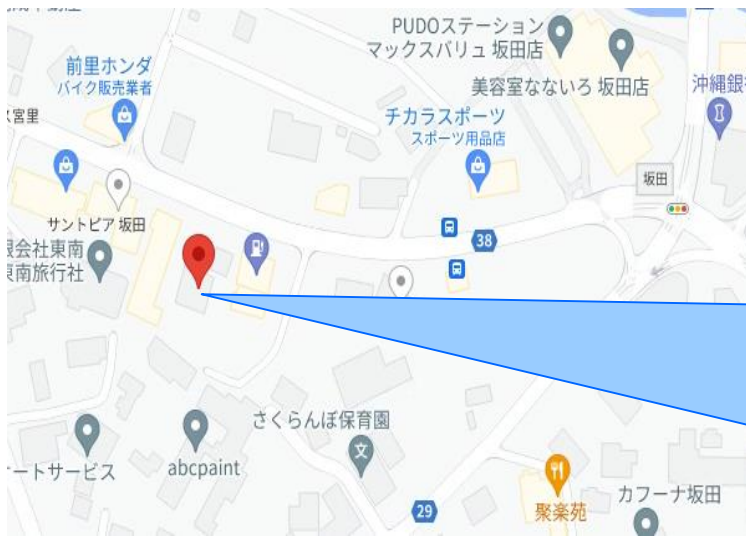 PUDOステーション
マックスバリュ 坂田店
前里ホンダ
バイク販売業者
美容室なないろ 坂田店
沖縄銀
チカラスポーツ
スポーツ用品店
宮里
坂田
サントピア 坂田
38
会社東南
東南旅行社
さくらんぼ保育園
文
ートサービス
abcpaint
29
聚楽苑
カフーナ坂田